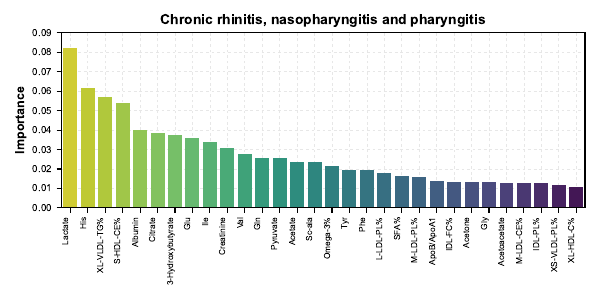 Chronic rhinitis, nasopharyngitis and pharyngitis
Importance
0.09
0.08
0.07
0.06
0.05
0.04
0.03
0.02
0.01
0.00
Lactate
His
XL-VLDL-TG%
S-HDL-CE%
Albumin
Citrate
3-Hydroxybutyrate
Glu
Ile
Creatinine
Val
Gln
Pyruvate
Acetate
Sc-ala
Omega-3%
Tyr
Phe
L-LDL-PL%
SFA%
M-LDL-PL%
ApoB/ApoA1
IDL-FC%
Acetone
Gly
Acetoacetate
M-LDL-CE%
IDL-PL%
XS-VLDL-PL%
XL-HDL-C%